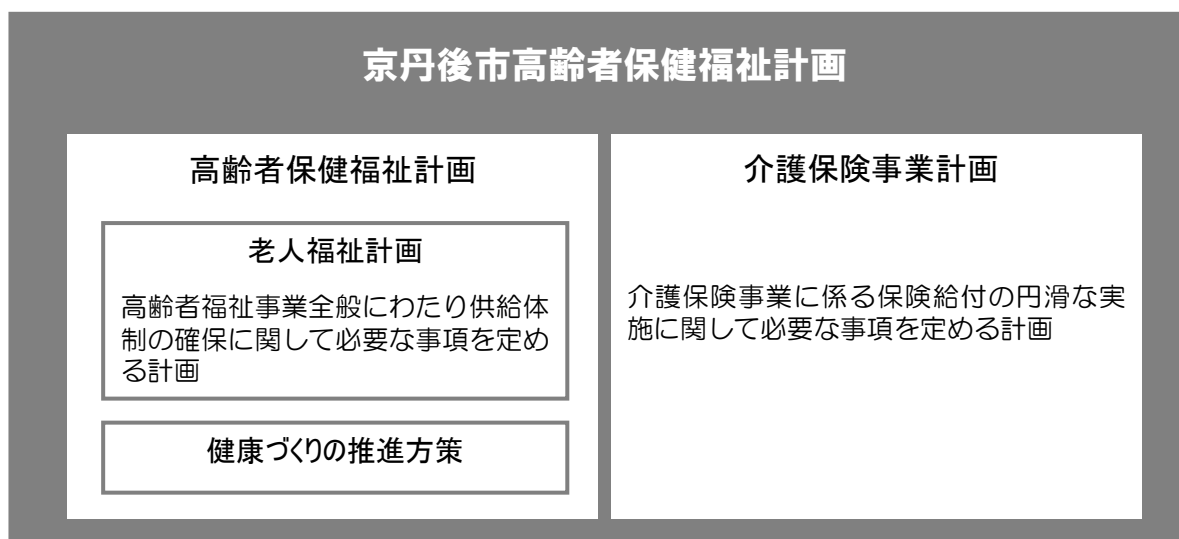 京丹後市高齢者保健福祉計画
高齢者保健福祉計画
老人福祉計画
高齢者福祉事業全般にわたり供給体
制の確保に関して必要な事項を定め
る計画
健康づくりの推進方策
介護保険事業計画
介護保険事業に係る保険給付の円滑な実
施に関して必要な事項を定める計画